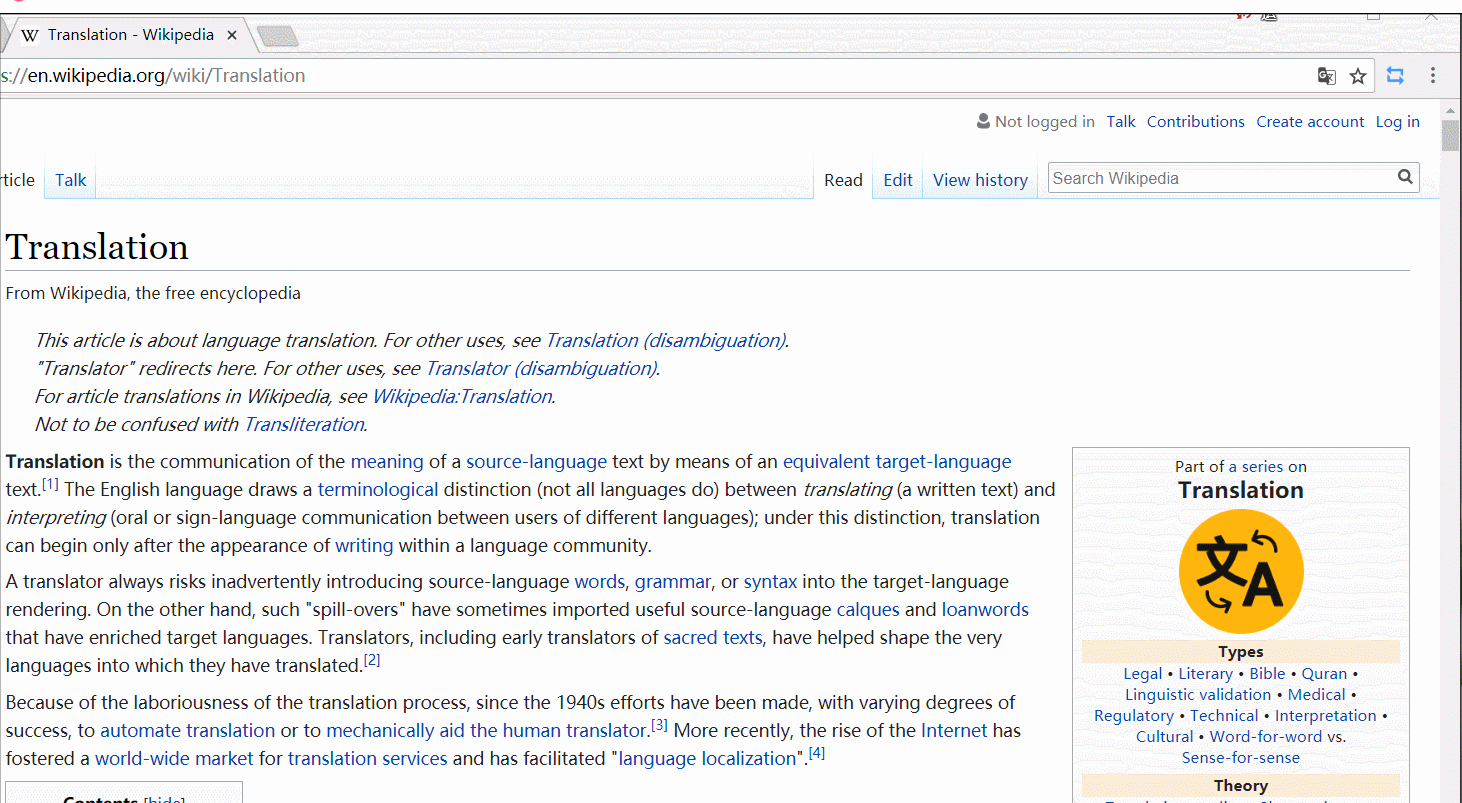 Translation - Wikipedia
s://en.wikipedia.org/wiki/Translation
Not logged in Talk Contributions Create account Log in
rticle Talk Read Edit View history Search Wikipedia
Translation
From Wikipedia, the free encyclopedia
This article is about language translation. For other uses, see Translation (disambiguation).
"Translator" redirects here. For other uses, see Translator (disambiguation).
For article translations in Wikipedia, see Wikipedia:Translation.
Not to be confused with Transliteration.
Translation is the communication of the meaning of a source-language text by means of an equivalent target-language
text.[1] The English language draws a terminological distinction (not all languages do) between translating (a written text) and
interpreting (oral or sign-language communication between users of different languages); under this distinction, translation
can begin only after the appearance of writing within a language community.
A translator always risks inadvertently introducing source-language words, grammar, or syntax into the target-language
rendering. On the other hand, such "spill-overs" have sometimes imported useful source-language calques and loanwords
that have enriched target languages. Translators, including early translators of sacred texts, have helped shape the very
languages into which they have translated.[2]
Because of the laboriousness of the translation process, since the 1940s efforts have been made, with varying degrees of
success, to automate translation or to mechanically aid the human translator.[3] More recently, the rise of the Internet has
fostered a world-wide market for translation services and has facilitated "language localization".[4]
Contents [hide]
Part of a series on
Translation
文 A
Types
Legal • Literary • Bible • Quran •
Linguistic validation • Medical •
Regulatory • Technical • Interpretation •
Cultural • Word-for-word vs.
Sense-for-sense
Theory